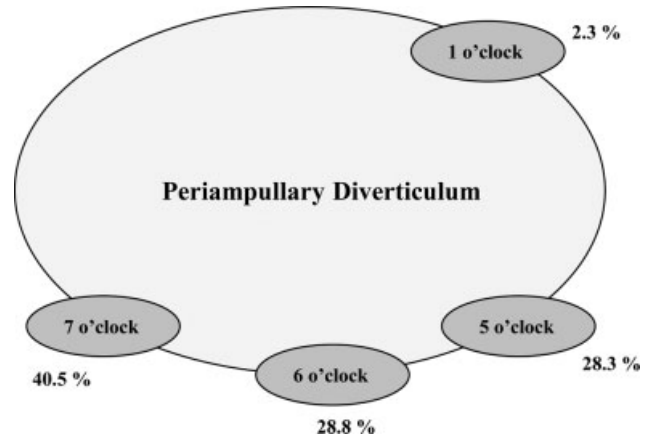 2.3 %
1 o'clock
Periampullary Diverticulum
7 o'clock
5 o'clock
40.5 %
6 o'clock
28.3 %
28.8 %